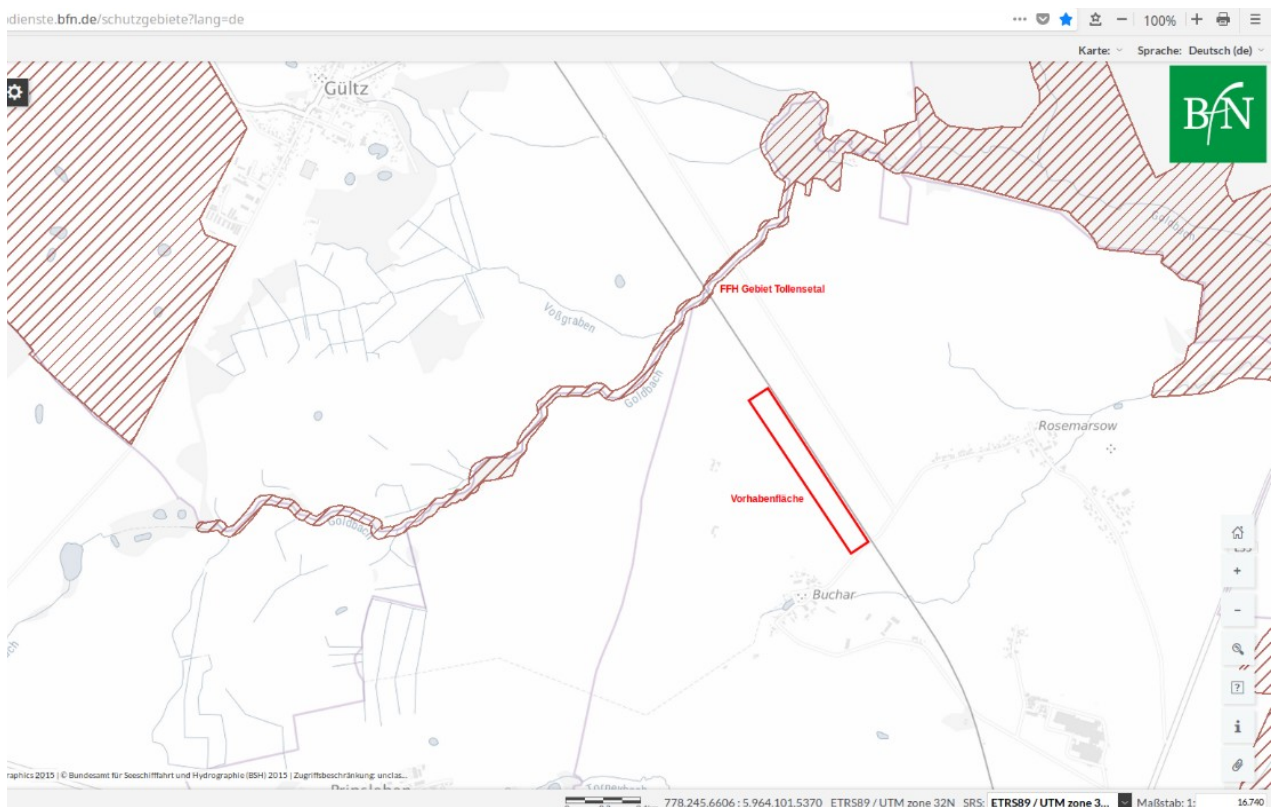 dienste.bfn.de/schutzgebiete?lang=de
100%
Karte: Sprache: Deutsch (de)
BfN
Gültz
Goldbach
FFH Gebiet Tollensetal
Voßgraben
Goldbach
Rosemarsow
Vorhabenfläche
Goldbach
Buchar
graphics 2015 | © Bundesamt für Seeschifffahrt und Hydrographie (BSH) 2015 | Zugriffsbeschränkung: unclas...
778.245.6606 : 5.964.101.5370 ETRS89 / UTM zone 32N SRS: ETRS89 / UTM zone 3... Maßstab: 1: 16.740